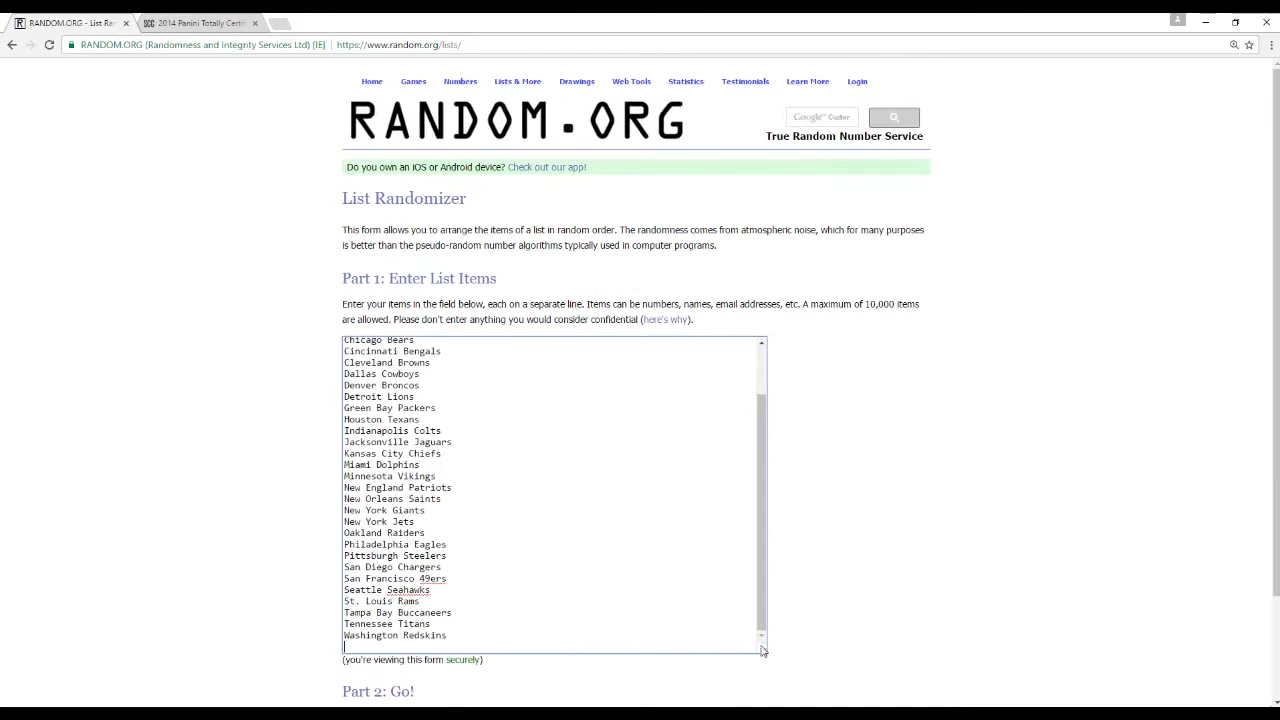 RANDOM.ORG - List Ra
SCC 2014 Panini Totally Certi
RANDOM.ORG (Randomness and Integrity Services Ltd) [IE] https://www.random.org/lists/
Home Games Numbers Lists & More Drawings Web Tools Statistics Testimonials Learn More Login
RANDOM.ORG
Google™ Custor
True Random Number Service
Do you own an iOS or Android device? Check out our app!
List Randomizer
This form allows you to arrange the items of a list in random order. The randomness comes from atmospheric noise, which for many purposes
is better than the pseudo-random number algorithms typically used in computer programs.
Part 1: Enter List Items
Enter your items in the field below, each on a separate line. Items can be numbers, names, email addresses, etc. A maximum of 10,000 items
are allowed. Please don't enter anything you would consider confidential (here's why).
Chicago Bears
Cincinnati Bengals
Cleveland Browns
Dallas Cowboys
Denver Broncos
Detroit Lions
Green Bay Packers
Houston Texans
Indianapolis Colts
Jacksonville Jaguars
Kansas City Chiefs
Miami Dolphins
Minnesota Vikings
New England Patriots
New Orleans Saints
New York Giants
New York Jets
Oakland Raiders
Philadelphia Eagles
Pittsburgh Steelers
San Diego Chargers
San Francisco 49ers
Seattle Seahawks
St. Louis Rams
Tampa Bay Buccaneers
Tennessee Titans
Washington Redskins
(you're viewing this form securely)
Part 2: Go!